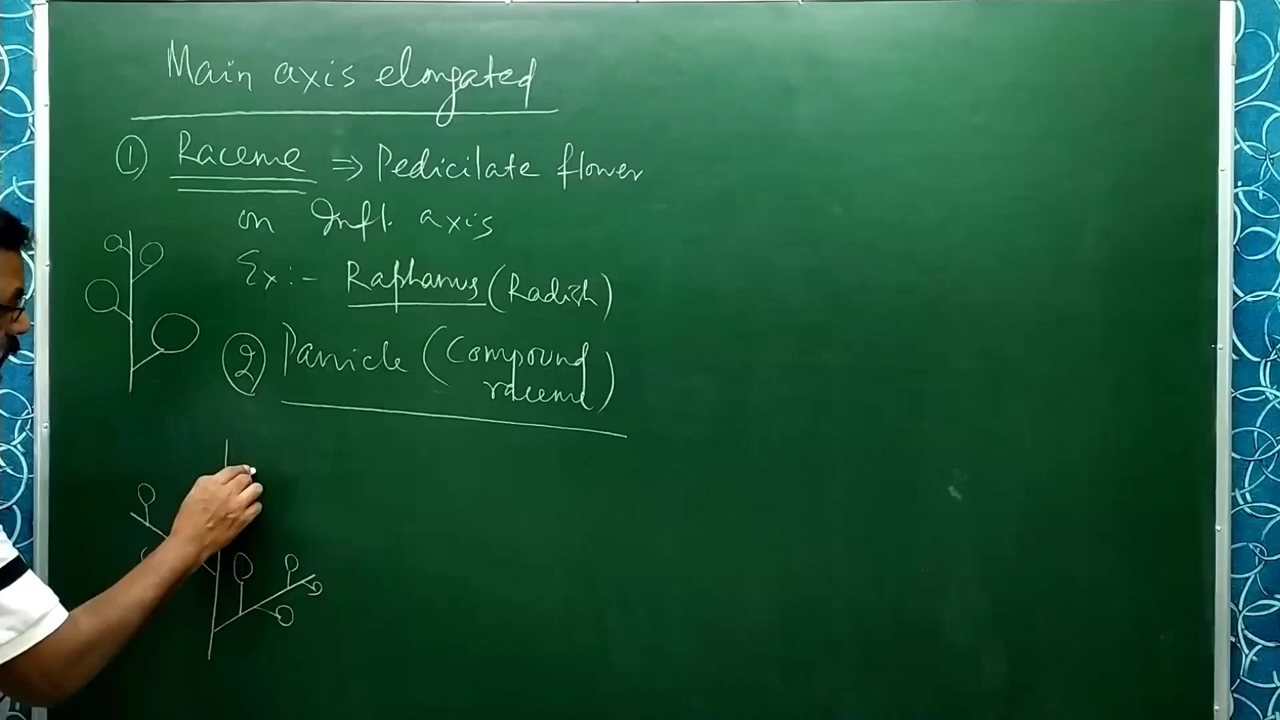 Main axis elongated
① Raceme ⇒ Pedicilate flower
on Infl. axis
Ex:- Raphanus (Radish)
② Panicle (Compound
raceme)